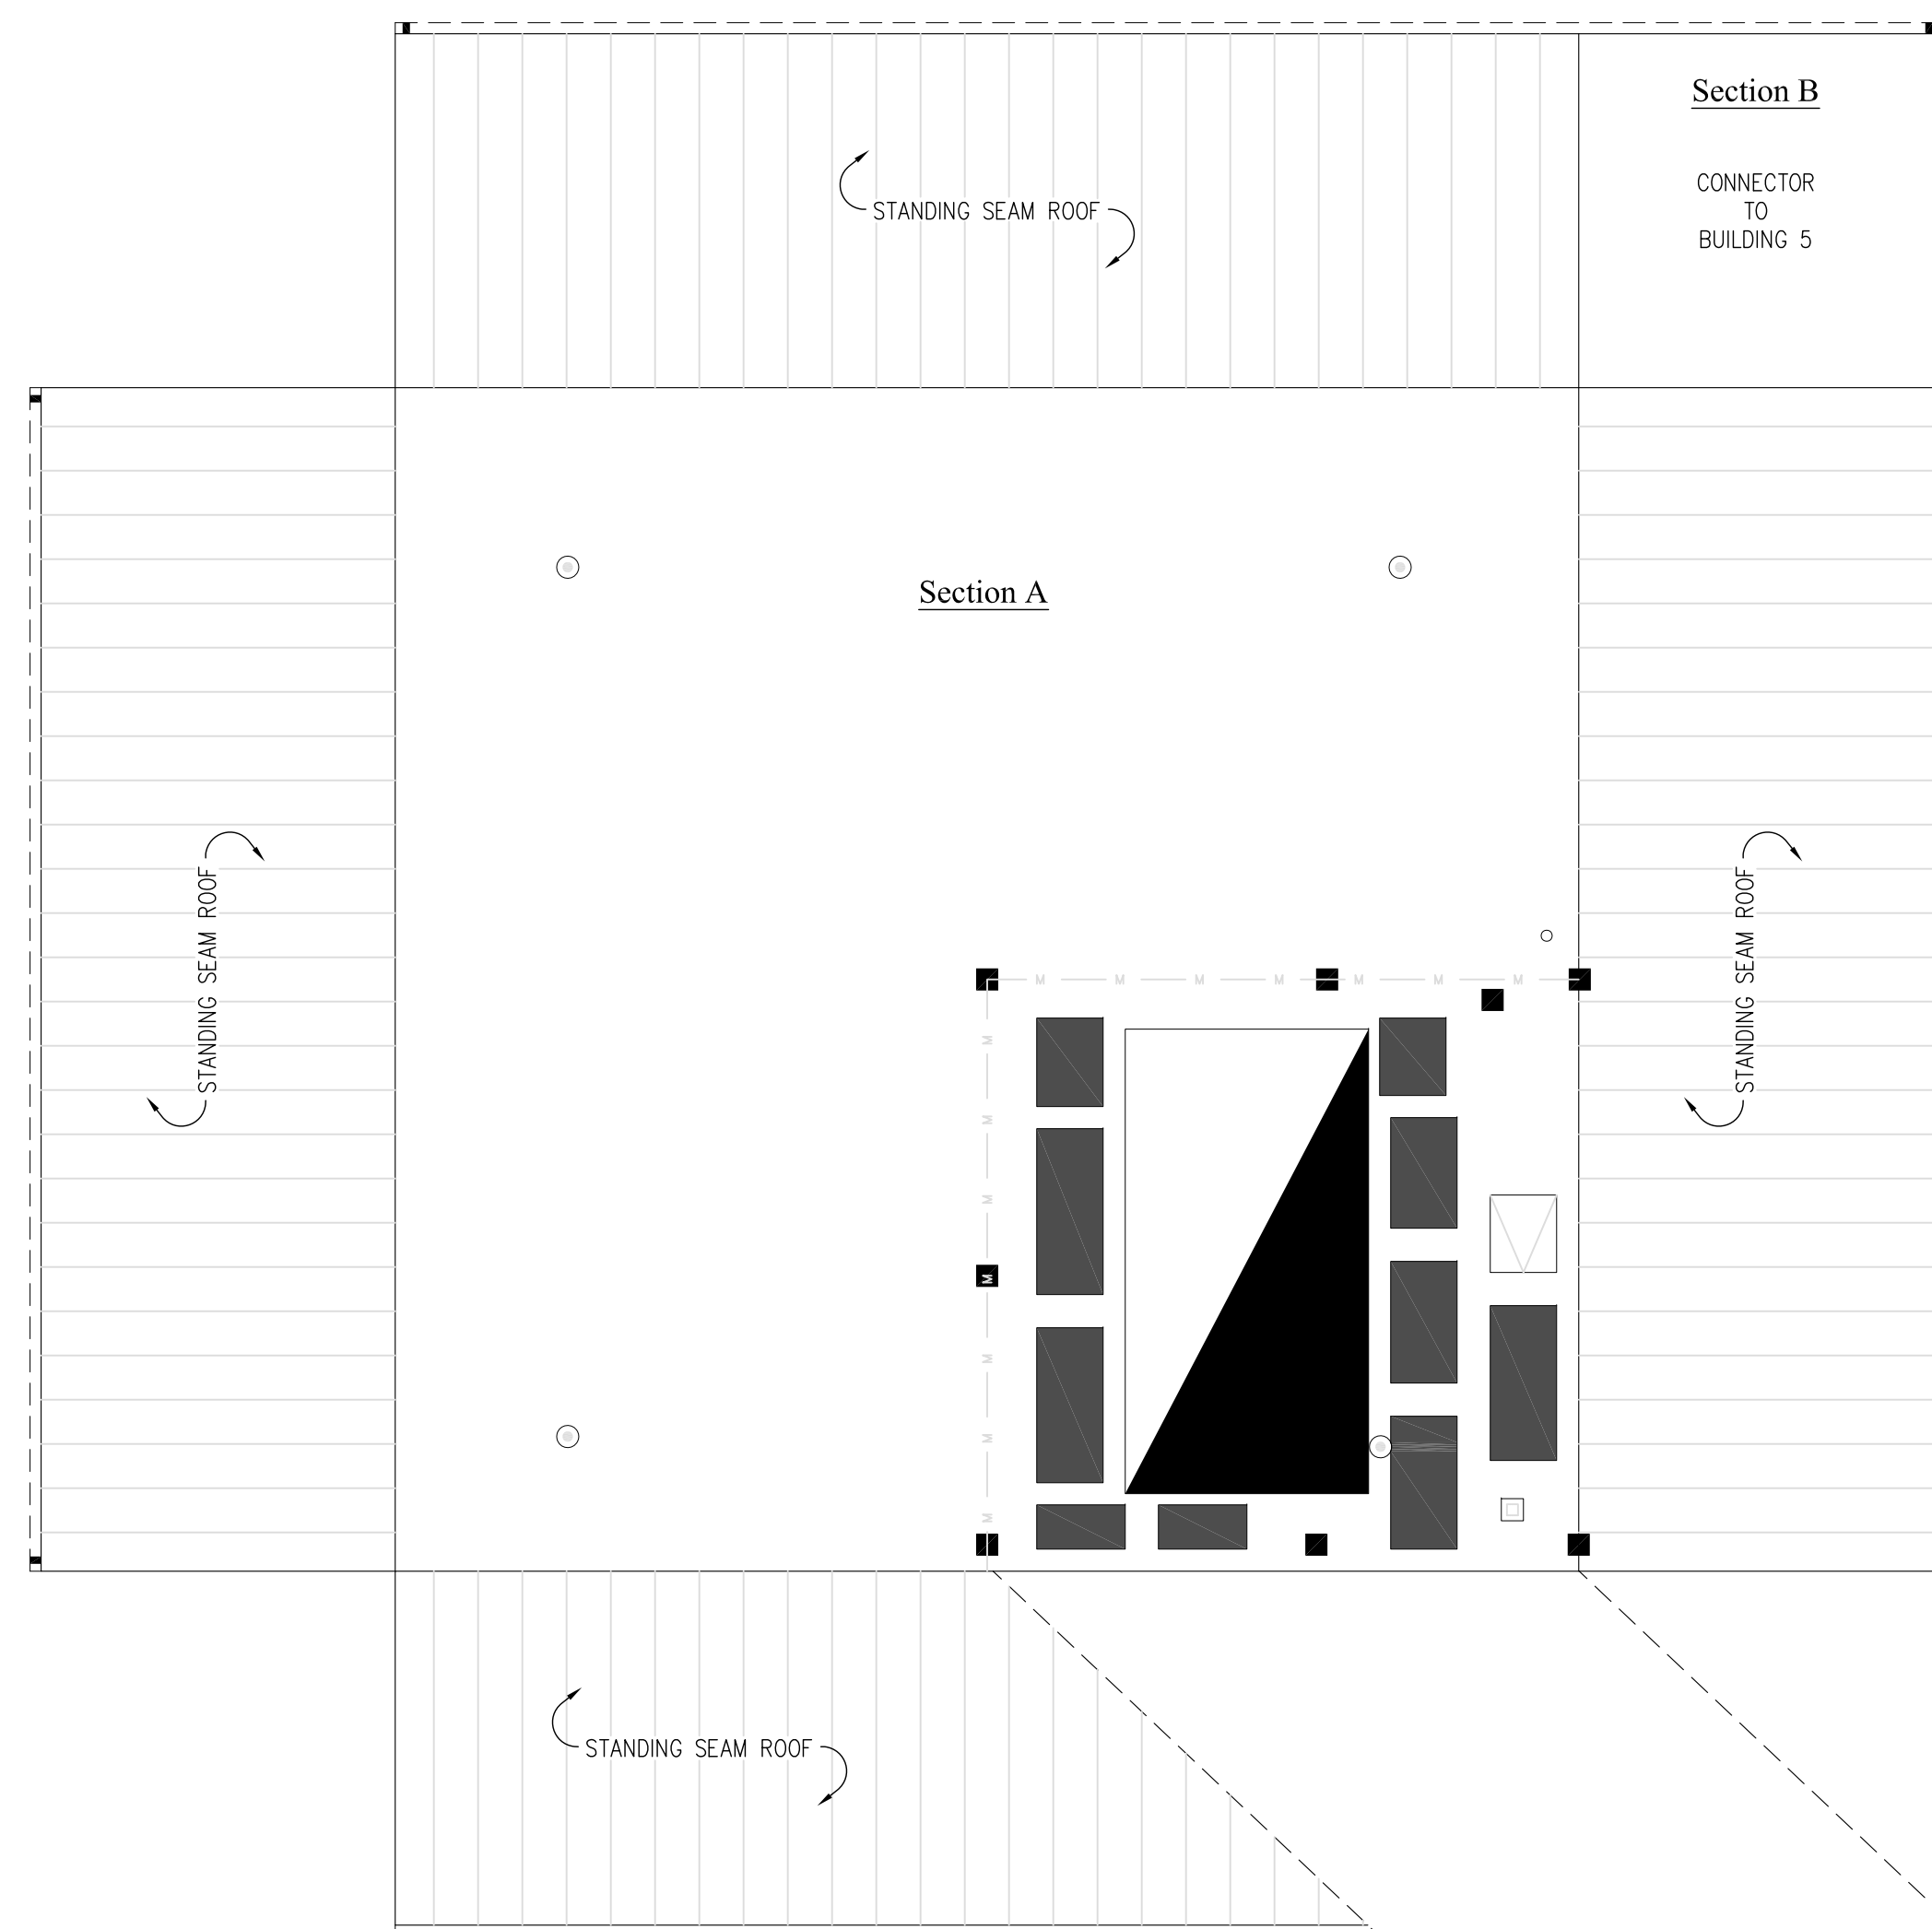 Section B
CONNECTOR
TO
BUILDING 5
STANDING SEAM ROOF
Section A
STANDING SEAM ROOF
STANDING SEAM ROOF
M M M M M M M
M
M
M
M
M
M
M
STANDING SEAM ROOF